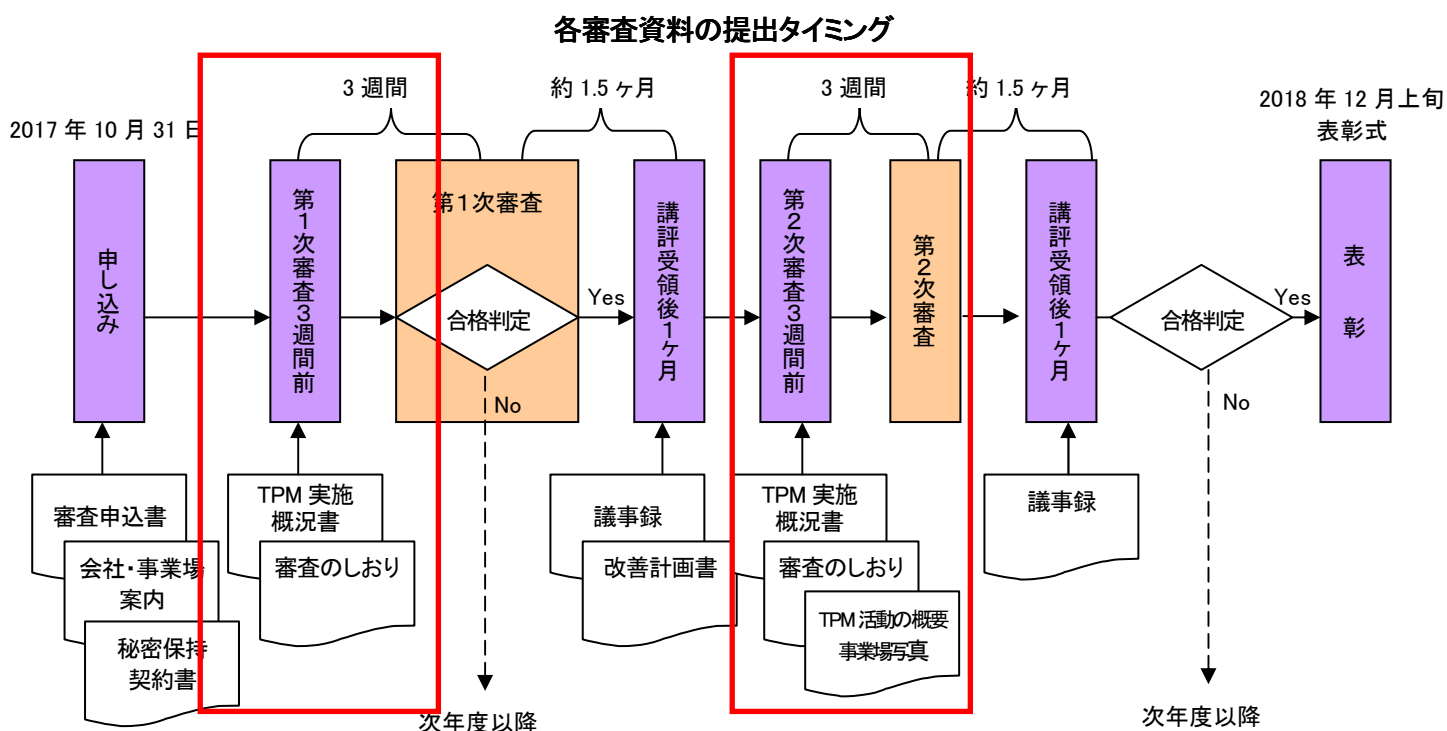 各審査資料の提出タイミング
3 週間
約 1.5 ヶ月
3 週間
約 1.5 ヶ月
2017 年 10 月 31 日
2018 年 12 月上旬
表彰式
申し込み
第1次審査3週間前
第1次審査
合格判定
Yes
No
講評受領後1ヶ月
第2次審査3週間前
第2次審査
講評受領後1ヶ月
合格判定
Yes
No
表彰
審査申込書
会社・事業場
案内
秘密保持
契約書
TPM 実施
概況書
審査のしおり
議事録
改善計画書
TPM 実施
概況書
審査のしおり
TPM 活動の概要
事業場写真
議事録
次年度以降
次年度以降